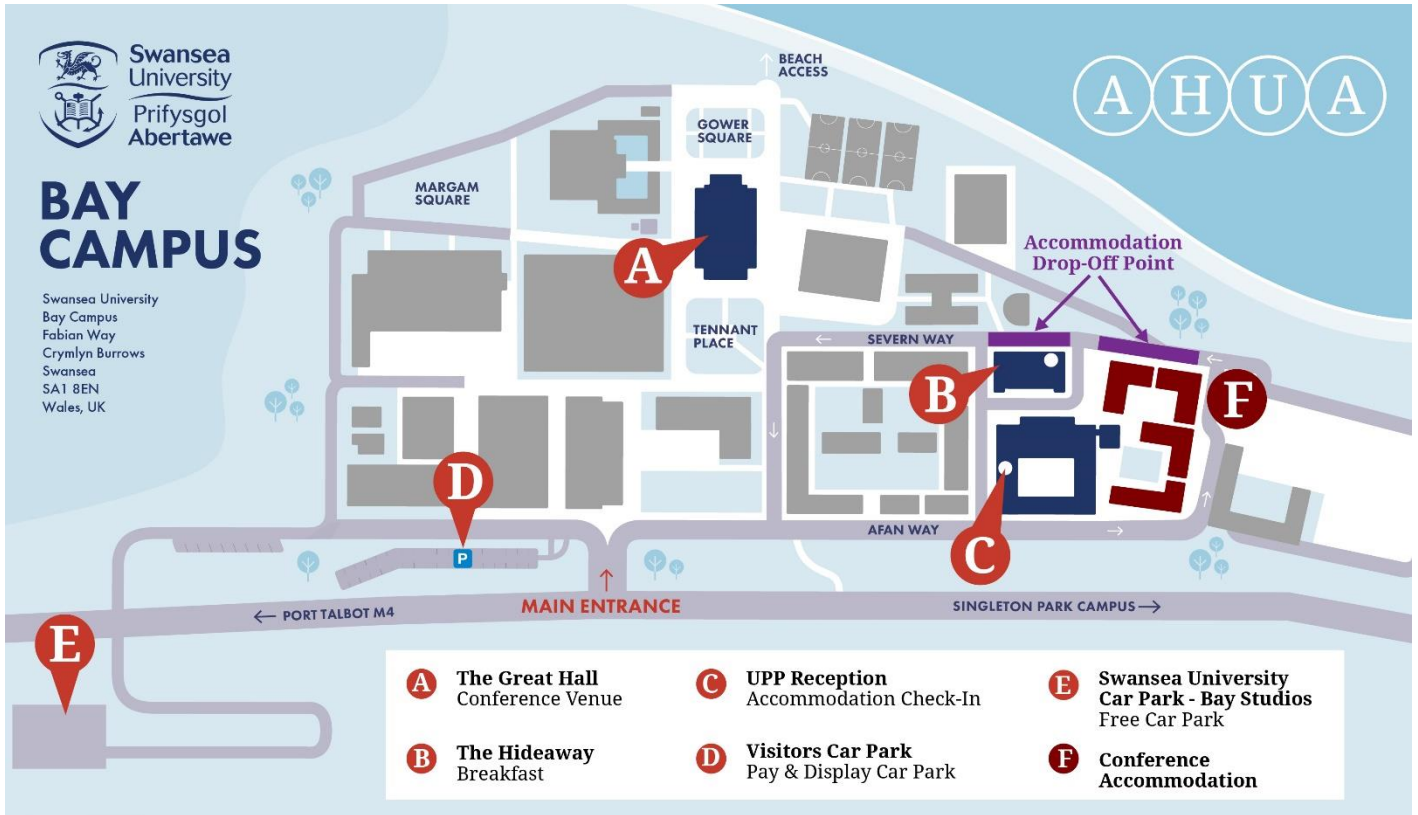 Swansea
University
Prifysgol
Abertawe
BAY
CAMPUS
Swansea University
Bay Campus
Fabian Way
Crymlyn Burrows
Swansea
SA1 8EN
Wales, UK
AHUA
BEACH
ACCESS
GOWER
SQUARE
MARGAM
SQUARE
A
Accommodation
Drop-Off Point
TENNANT
PLACE
SEVERN WAY
B
F
D
P
AFAN WAY
C
MAIN ENTRANCE
← PORT TALBOT M4
SINGLETON PARK CAMPUS →
E
A The Great Hall
Conference Venue
B The Hideaway
Breakfast
C UPP Reception
Accommodation Check-In
D Visitors Car Park
Pay & Display Car Park
E Swansea University
Car Park - Bay Studios
Free Car Park
F Conference
Accommodation